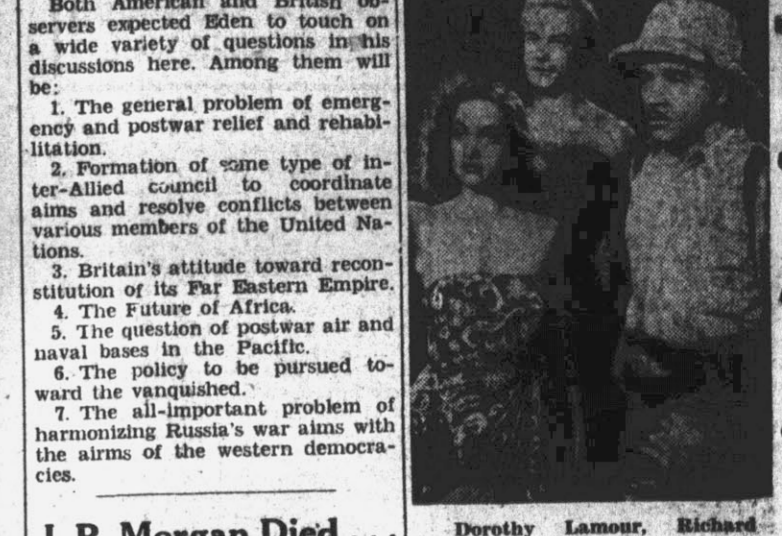 Both American and British ob-
servers expected Eden to touch on
a wide variety of questions in his
discussions here. Among them will
be:
1. The general problem of emerg-
ency and postwar relief and rehabi-
litation.
2. Formation of some type of in-
ter-Allied council to coordinate
aims and resolve conflicts between
various members of the United Na-
tions.
3. Britain's attitude toward recon-
stitution of its Far Eastern Empire.
4. The Future of Africa.
5. The question of postwar air and
naval bases in the Pacific.
6. The policy to be pursued to-
ward the vanquished.
7. The all-important problem of
harmonizing Russia's war aims with
the airms of the western democra-
cies.
J. P. Morgan Died
Dorothy Lamour, Richard